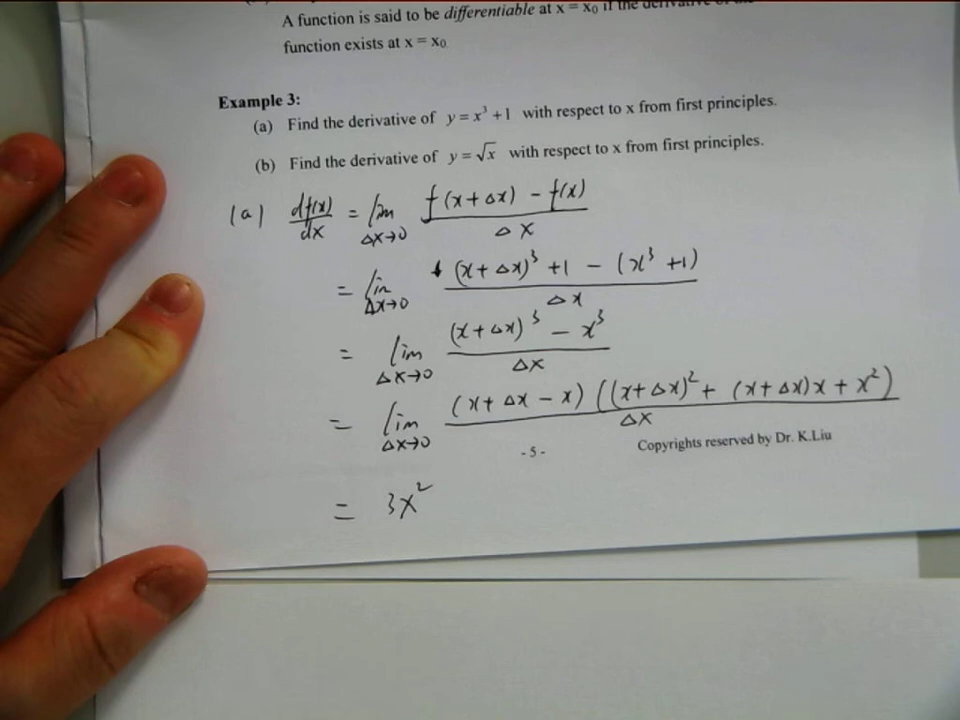 A function is said to be differentiable at x = x₀ if the derivative of the
function exists at x = x₀
Example 3:
(a) Find the derivative of y = x³ + 1 with respect to x from first principles.
(b) Find the derivative of y = √x with respect to x from first principles.
(a) df(x)/dx = lim Δx→0 (f(x + Δx) - f(x))/Δx
= lim Δx→0 ((x + Δx)³ + 1 - (x³ + 1))/Δx
= lim Δx→0 ((x + Δx)³ - x³)/Δx
= lim Δx→0 ((x + Δx - x)((x + Δx)² + (x + Δx)x + x²))/Δx
- 5 - Copyrights reserved by Dr. K.Liu
= 3x²